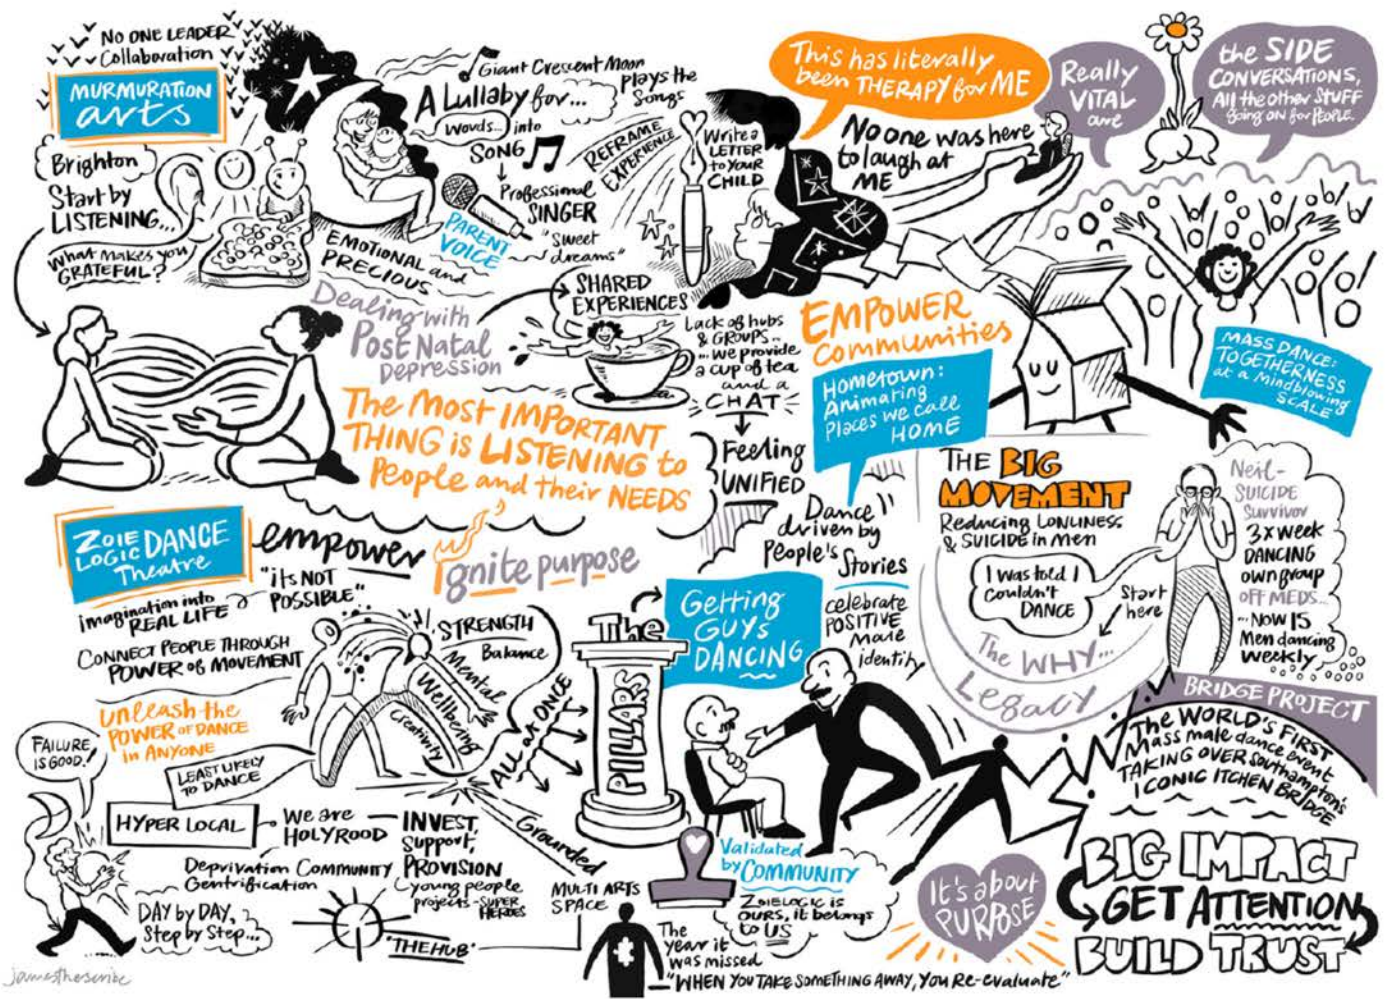 NO ONE LEADER
Collaboration
MURMURATION
arts
Brighton
Start by
LISTENING...
What makes you
GRATEFUL?
Giant Crescent Moon
plays the
Songs
A Lullaby for...
Words... into
SONG
Professional
SINGER
"Sweet
dreams"
PARENT
VOICE
EMOTIONAL and
PRECIOUS
REFRAME
EXPERIENCE
Write a
LETTER
to YOUR
CHILD
This has literally
been THERAPY for ME
No one was here
to laugh at
ME
Really
VITAL
are
the SIDE
CONVERSATIONS,
All the other STUFF
going on for People.
Dealing with
Post Natal
Depression
SHARED
EXPERIENCES
Lack of hubs
& GROUPS..
... we provide
a cup of tea
and a
CHAT
Feeling
UNIFIED
The Most IMPORTANT
THING is LISTENING to
People and their NEEDS
EMPOWER
Communities
Hometown:
Animating
Places we call
HOME
Dance
driven by
People's
Stories
MASS DANCE:
TOGETHERNESS
at a Mindblowing
SCALE
THE BIG
MOVEMENT
Reducing LONLINESS
& SUICIDE in Men
I was told I
Couldn't
DANCE
Start
here
The WHY...
Legacy
Neil-
SUICIDE
Survivor
3x week
DANCING
own group
OFF MEDS...
... NOW 15
Men dancing
weekly
ZOIE
LOGIC DANCE
Theatre
empower
Ignite purpose
imagination into
REAL LIFE
"its NOT
POSSIBLE"
CONNECT PEOPLE THROUGH
POWER of MOVEMENT
STRENGTH
Balance
Mental
Wellbeing
Creativity
ALL at ONCE
Grounded
The
PILLARS
Getting
GUYS
DANCING
celebrate
POSITIVE
Male
identity
Unleash the
POWER of DANCE
in ANYONE
LEAST LIKELY
TO DANCE
FAILURE
IS GOOD!
HYPER LOCAL
We are
HOLYROOD
INVEST,
Support,
PROVISION
young people
projects - SUPER
HEROES
Deprivation Community
Gentrification
DAY by DAY,
Step by Step...
"THE HUB"
MULTI ARTS
SPACE
Validated
by COMMUNITY
ZOIELOGIC is
OURS, it belongs
to US
The
year it
was missed
"WHEN YOU TAKE SOMETHING AWAY, YOU Re-evaluate"
It's about
PURPOSE
BRIDGE PROJECT
The WORLD'S FIRST
Mass male dance event
TAKING OVER Southampton's
ICONIC ITCHEN BRIDGE
BIG IMPACT
GET ATTENTION
BUILD TRUST
jamesthescribe